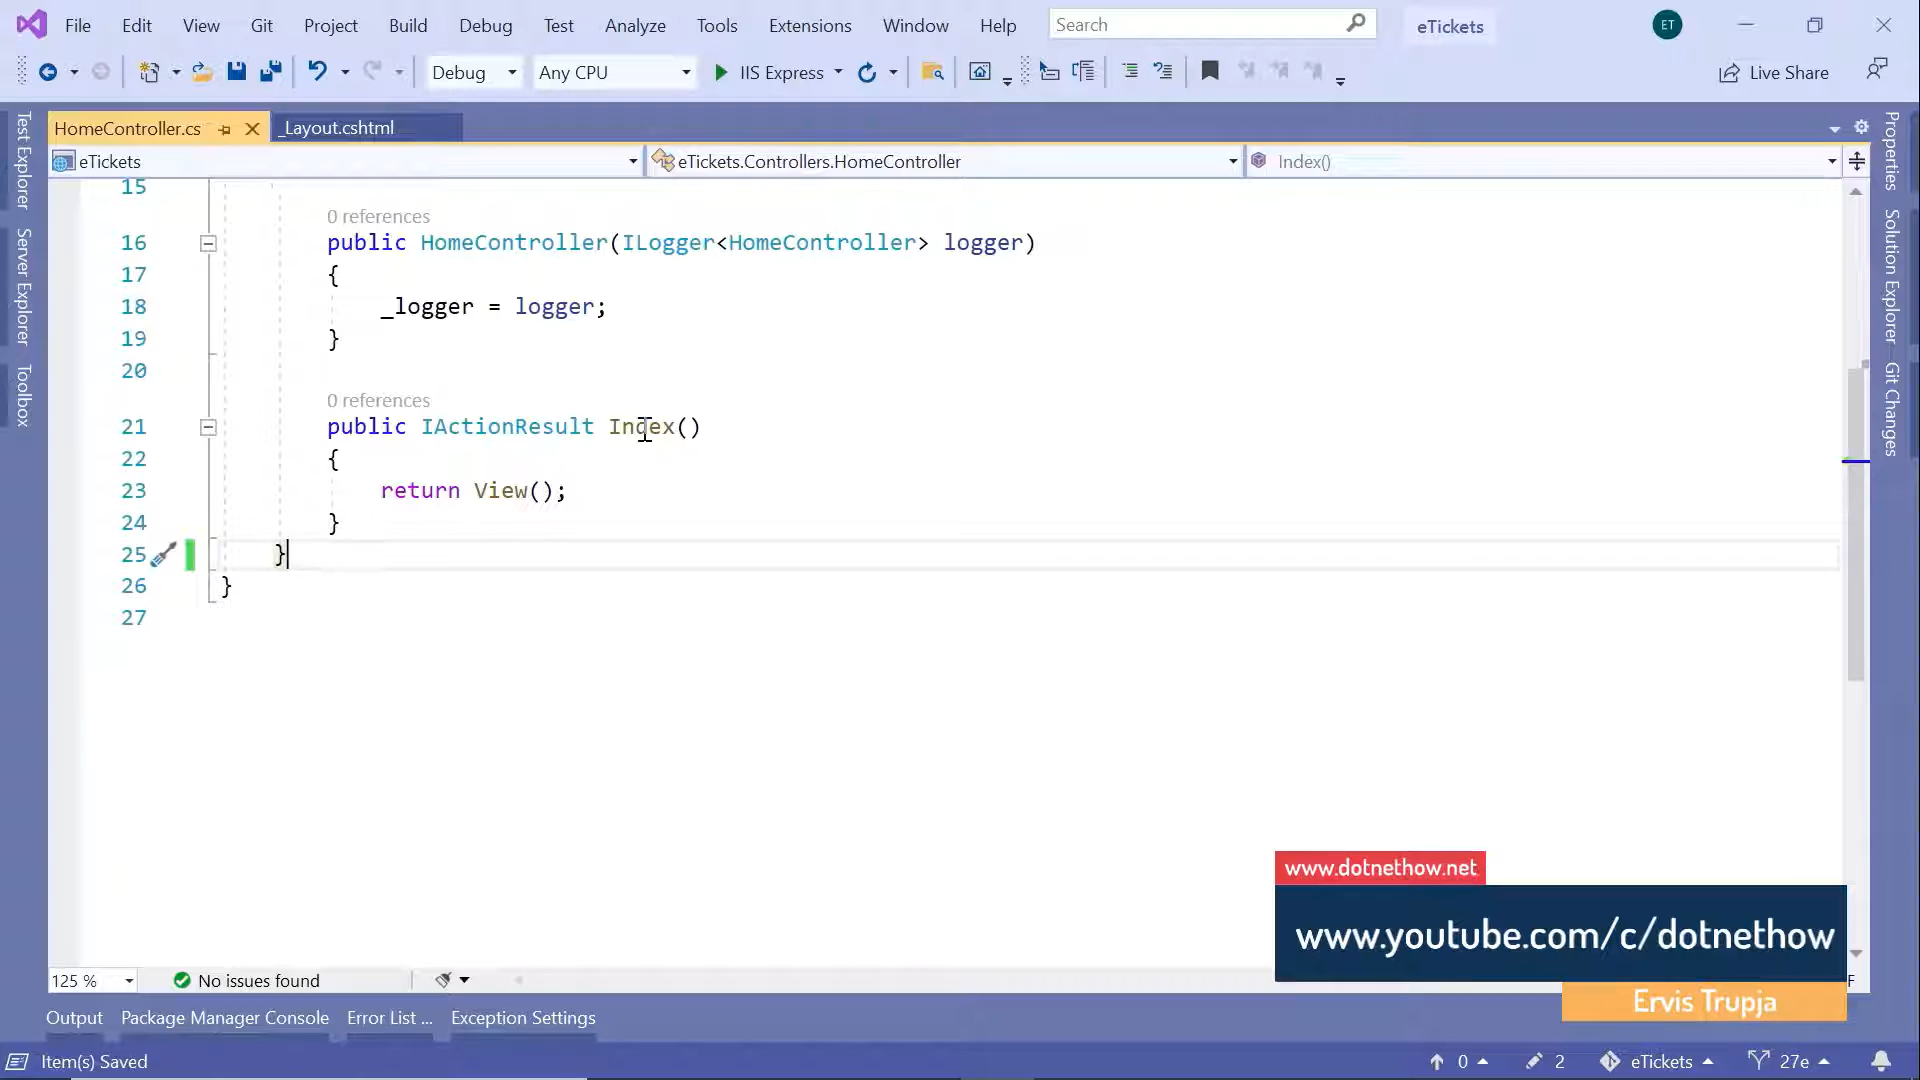 File Edit View Git Project Build Debug Test Analyze Tools Extensions Window Help Search eTickets ET
Debug Any CPU IIS Express Live Share
HomeController.cs _Layout.cshtml
eTickets eTickets.Controllers.HomeController Index()
Test Explorer
Server Explorer
Toolbox
Properties
Solution Explorer
Git Changes
15
0 references
16 public HomeController(ILogger<HomeController> logger)
17 {
18 _logger = logger;
19 }
20
0 references
21 public IActionResult Index()
22 {
23 return View();
24 }
25 }
26 }
27
www.dotnethow.net
www.youtube.com/c/dotnethow
Ervis Trupja
125 % No issues found F
Output Package Manager Console Error List ... Exception Settings
Item(s) Saved 0 2 eTickets 27e